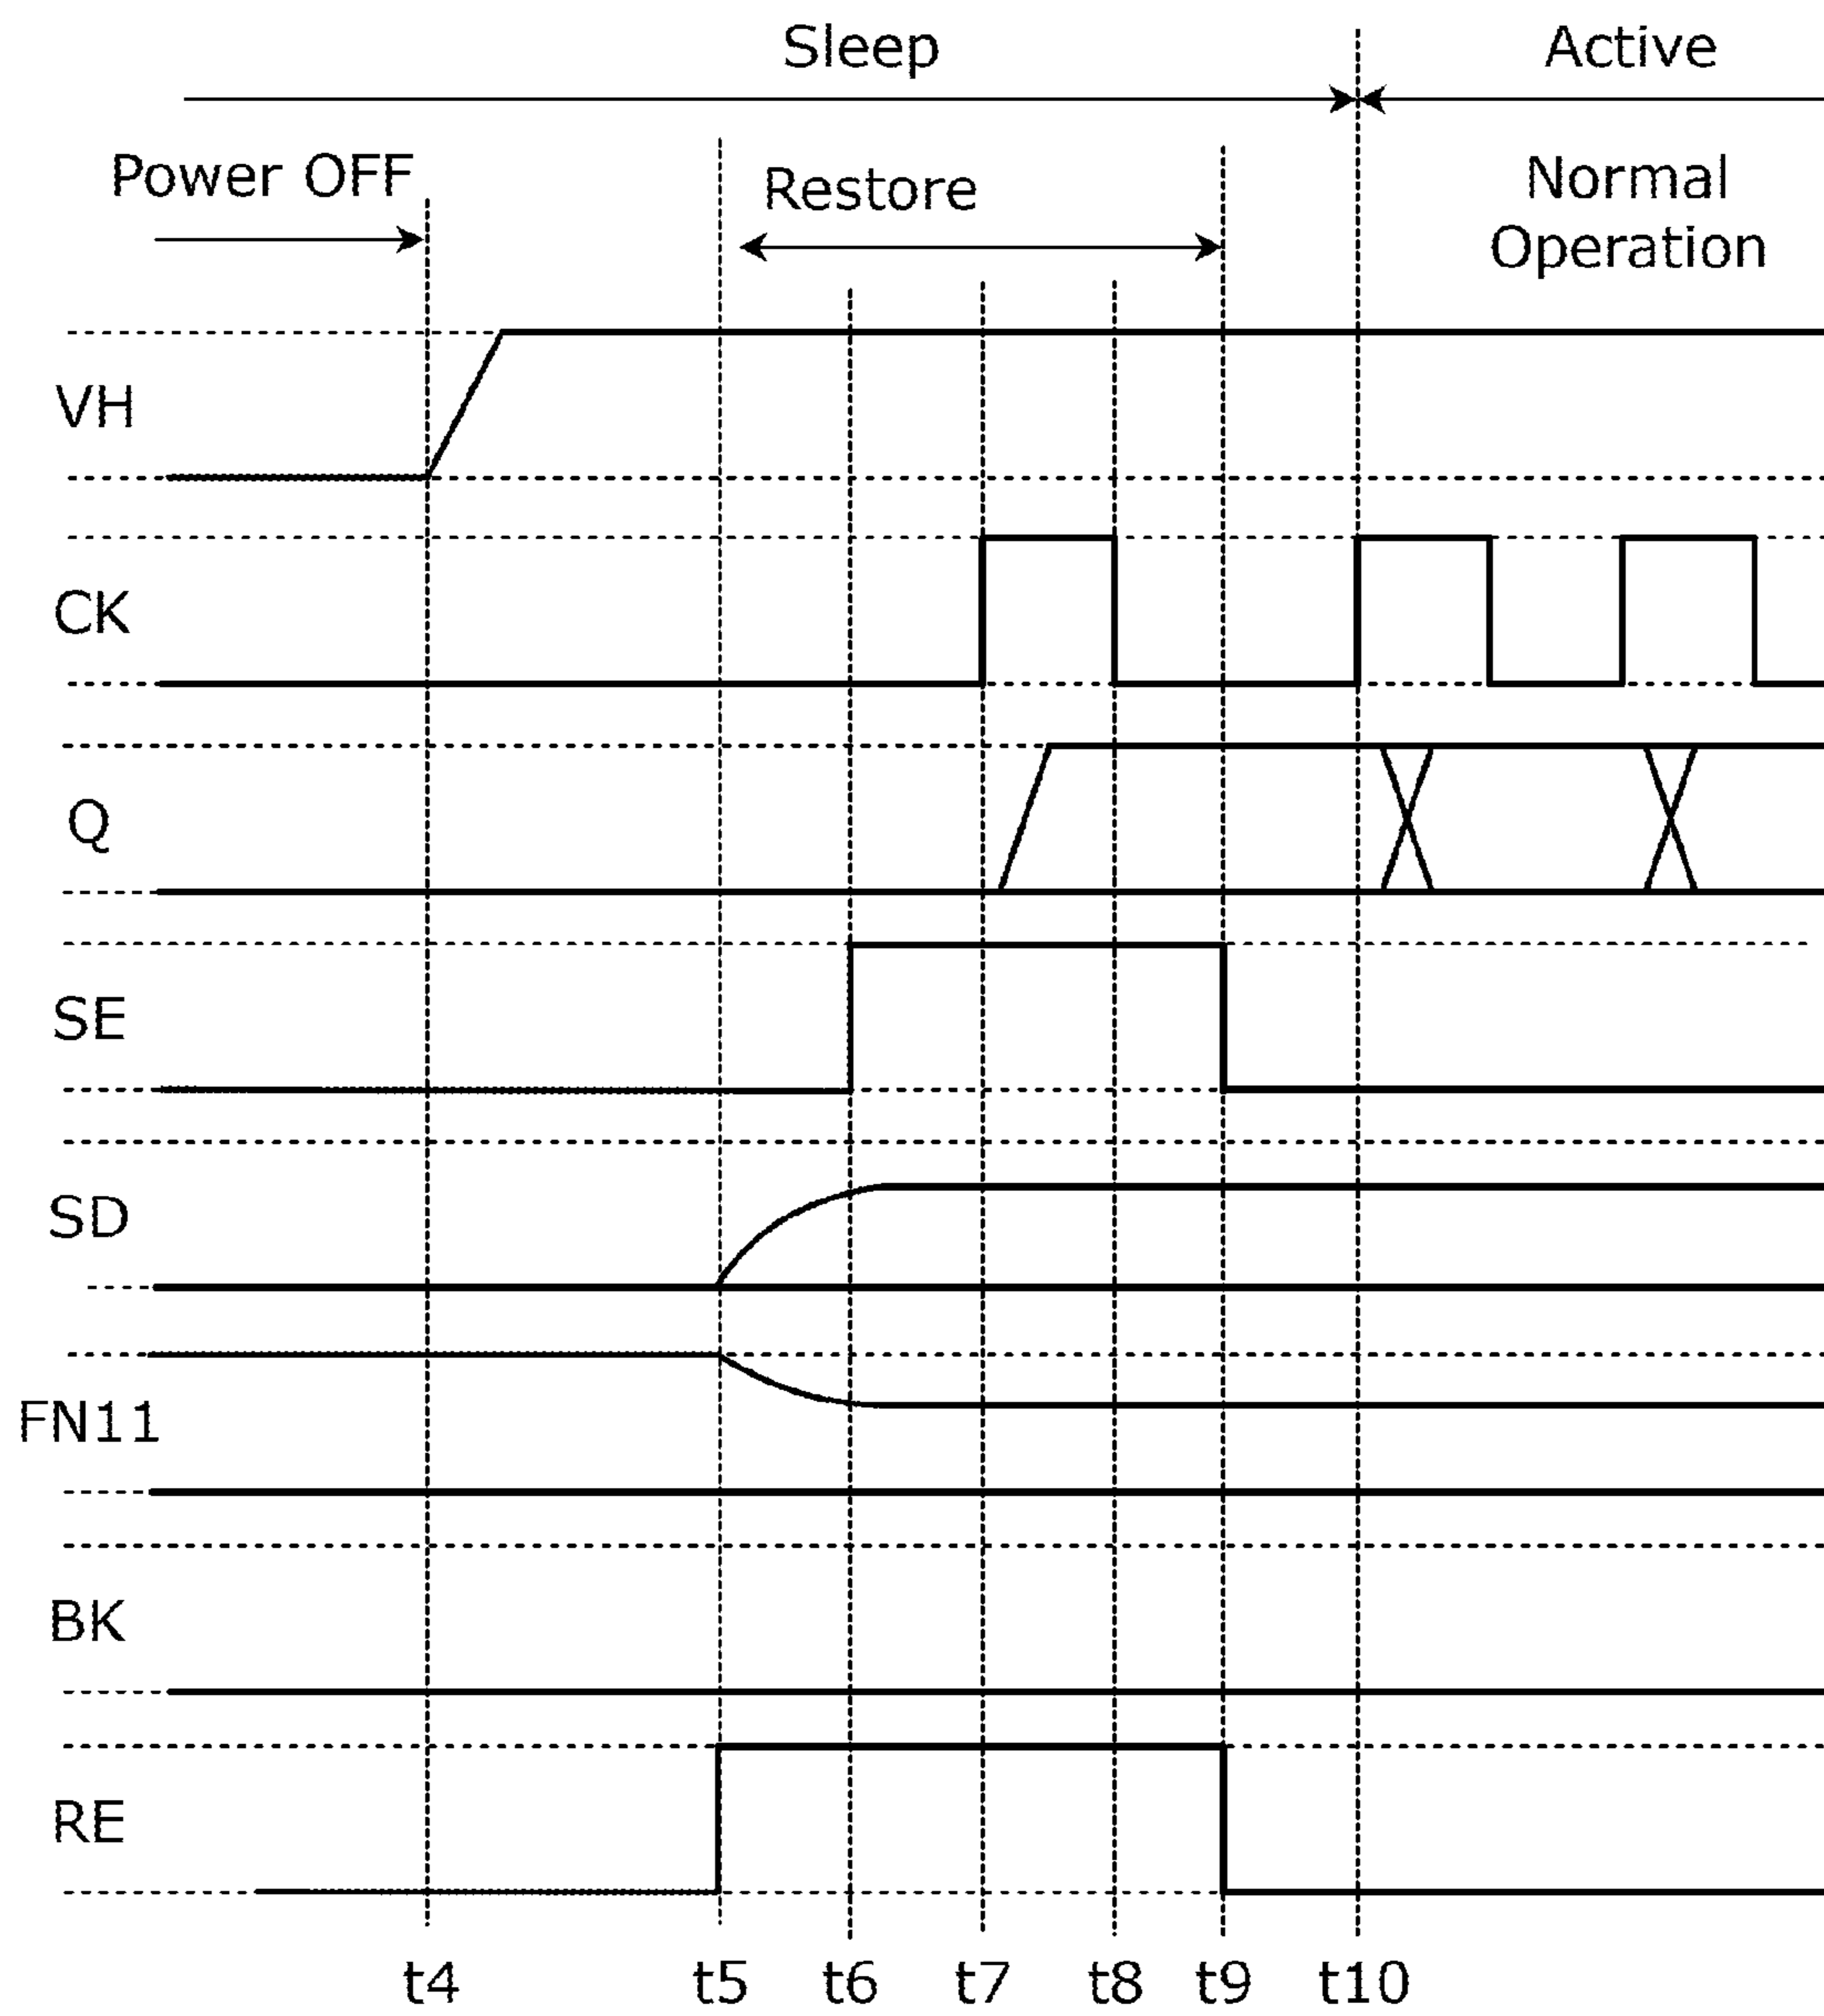 Sleep
Active
Power OFF
Restore
Normal
Operation
VH
CK
Q
SE
SD
FN11
BK
RE
t4 t5 t6 t7 t8 t9 t10